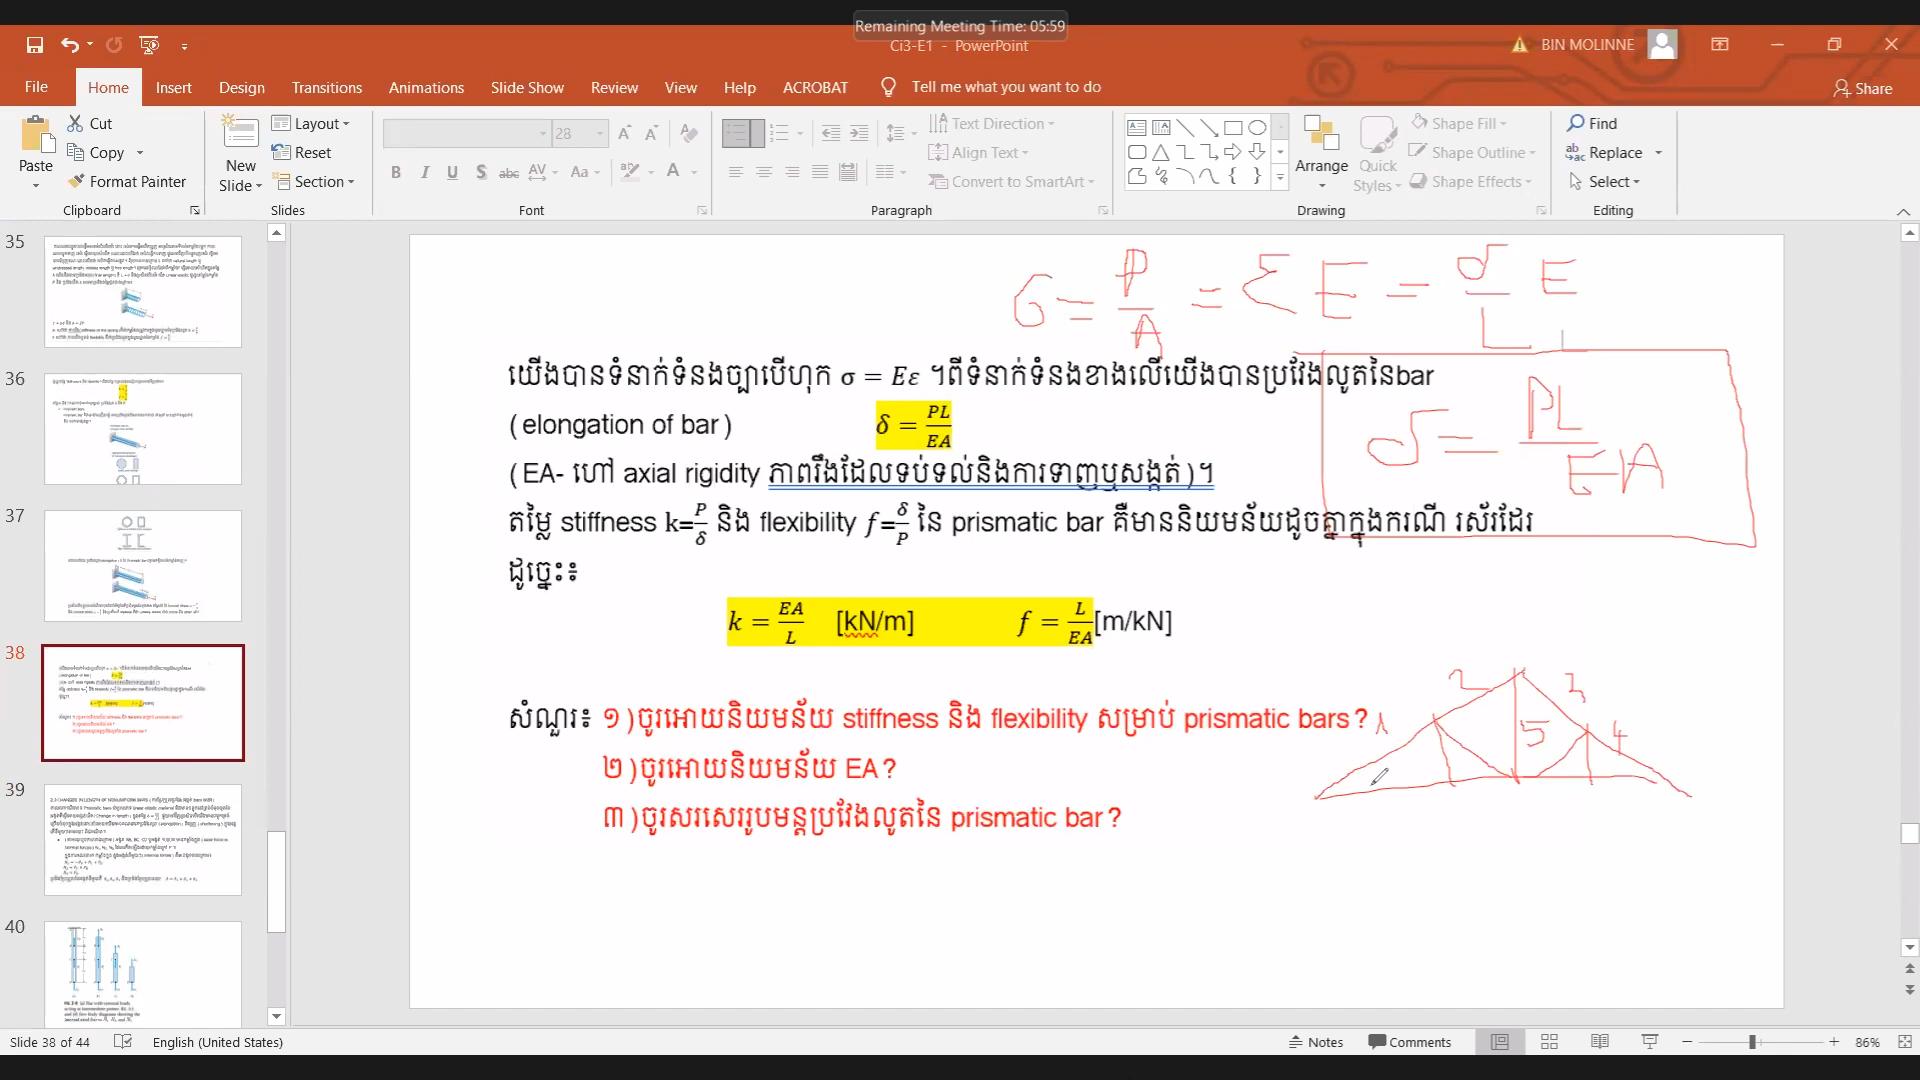 Remaining Meeting Time: 05:59
Ci3-E1 - PowerPoint
BIN MOLINNE
File Home Insert Design Transitions Animations Slide Show Review View Help ACROBAT Tell me what you want to do Share
Cut
Copy
Format Painter
Paste
Clipboard
New Slide
Layout
Reset
Section
Slides
28
Font
Text Direction
Align Text
Convert to SmartArt
Paragraph
Arrange
Quick Styles
Shape Fill
Shape Outline
Shape Effects
Drawing
Find
Replace
Select
Editing
35
36
37
38
39
40
σ = P/A = Σ E = δ/L E
យើងបានទំនាក់ទំនងច្បាបើហុក σ = Eε ។ពីទំនាក់ទំនងខាងលើយើងបានប្រវែងលូតនៃbar
(elongation of bar) δ = PL/EA
δ = PL/EA
(EA- ហៅ axial rigidity ភាពរឹងដែលទប់ទល់និងការទាញឬសង្កត់)។
តម្លៃ stiffness k=P/δ និង flexibility f=δ/P នៃ prismatic bar គឺមាននិយមន័យដូចគ្នាក្នុងករណី រស័រដែរ
ដូច្នេះ៖
k = EA/L [kN/m] f = L/EA [m/kN]
សំណួរ៖ ១)ចូរអោយនិយមន័យ stiffness និង flexibility សម្រាប់ prismatic bars?
២)ចូរអោយនិយមន័យ EA?
៣)ចូរសរសេររូបមន្តប្រវែងលូតនៃ prismatic bar?
1 2 3 4 5
Slide 38 of 44 English (United States) Notes Comments 86%